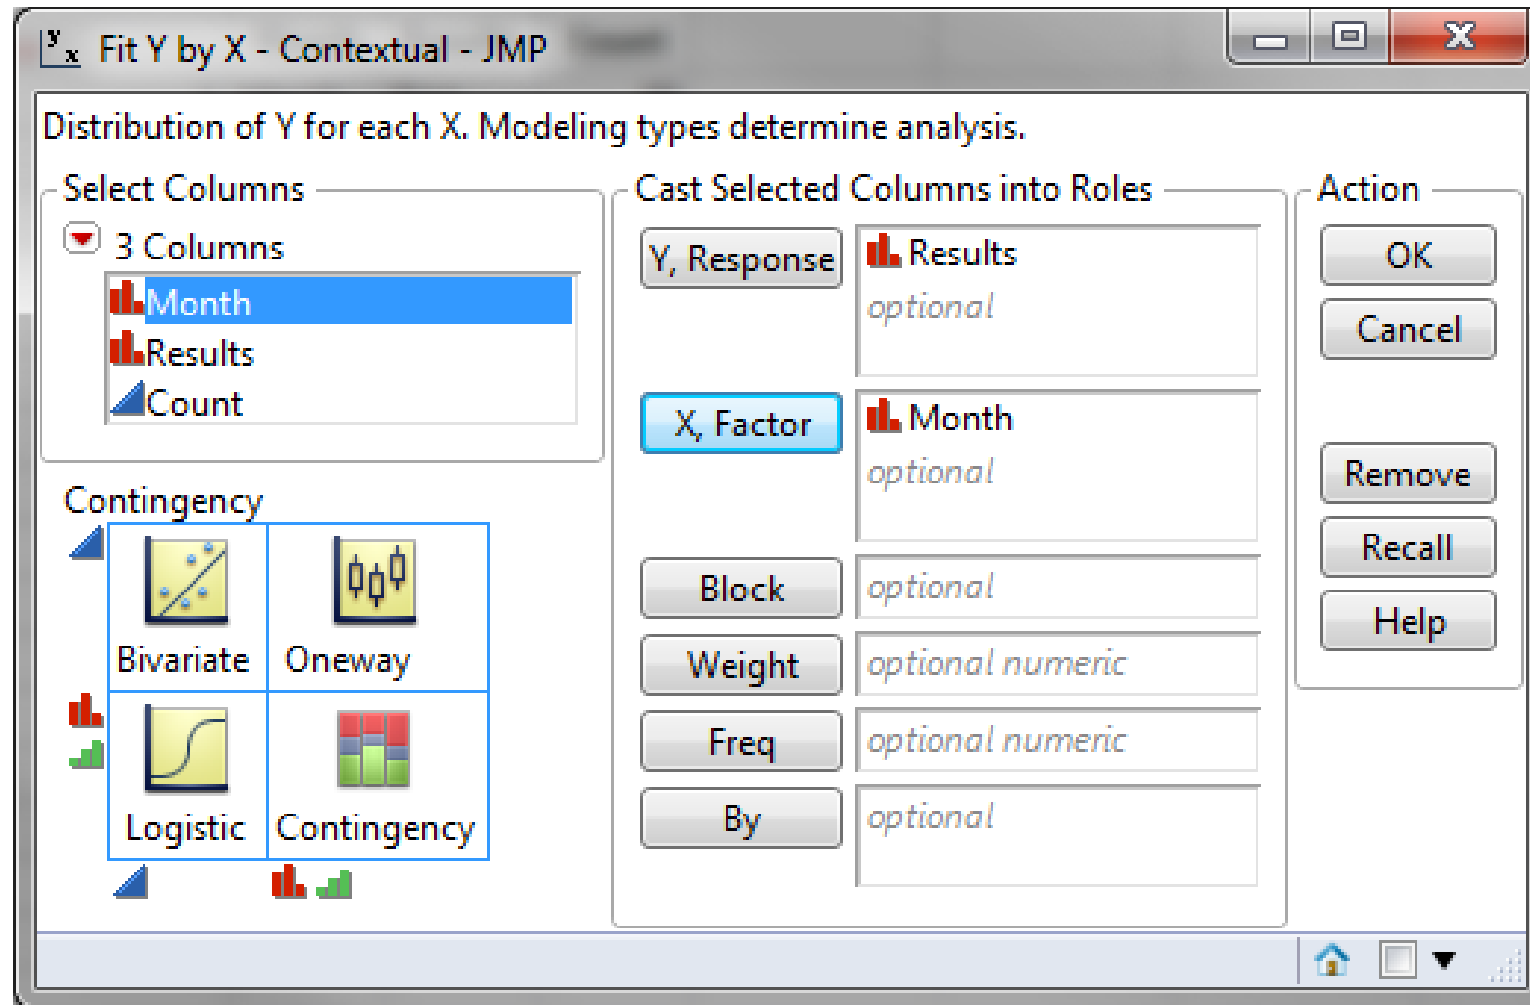 Fit Y by X - Contextual - JMP
Distribution of Y for each X. Modeling types determine analysis.
Select Columns
3 Columns
Month
Results
Count
Contingency
Bivariate Oneway
Logistic Contingency
Cast Selected Columns into Roles
Y, Response Results
optional
X, Factor Month
optional
Block optional
Weight optional numeric
Freq optional numeric
By optional
Action
OK
Cancel
Remove
Recall
Help